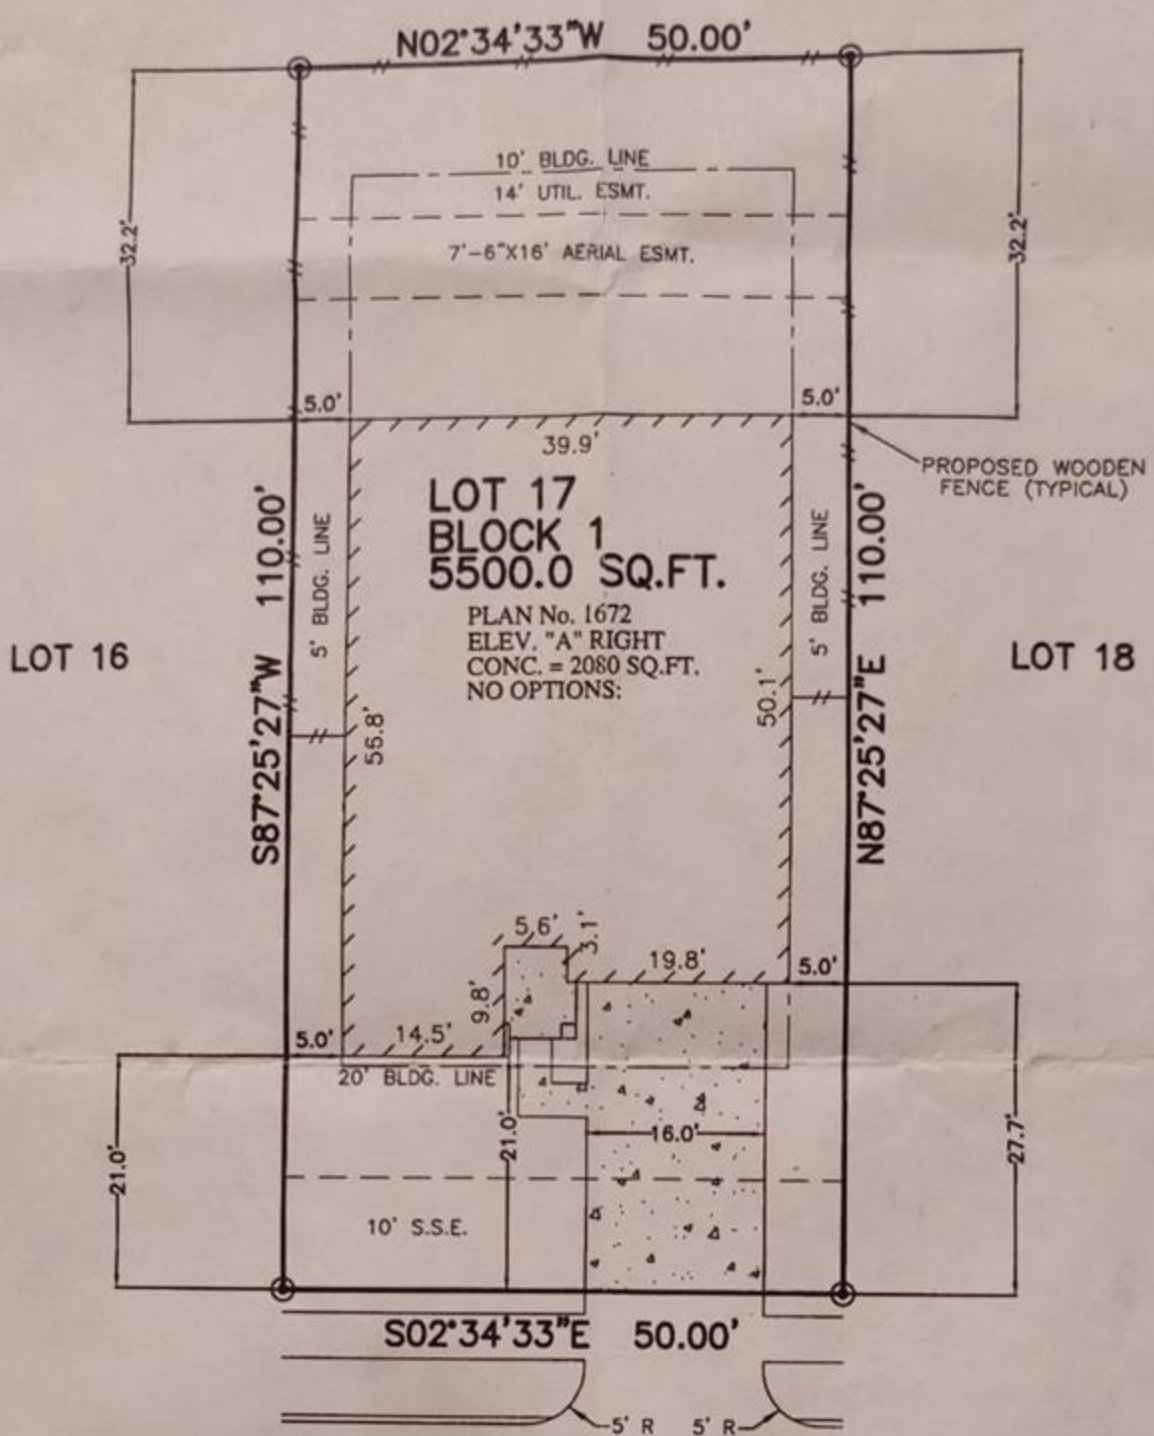 N02°34'33"W 50.00'
10' BLDG. LINE
14' UTIL. ESMT.
32.2'
32.2'
7'-6"X16' AERIAL ESMT.
5.0'
5.0'
39.9'
PROPOSED WOODEN
FENCE (TYPICAL)
LOT 17
BLOCK 1
5500.0 SQ.FT.
PLAN No. 1672
ELEV. "A" RIGHT
CONC. = 2080 SQ.FT.
NO OPTIONS:
S87°25'27"W 110.00'
5' BLDG. LINE
5' BLDG. LINE
N87°25'27"E 110.00'
LOT 16
LOT 18
56.8'
50.1'
5.6'
3.1'
19.8'
5.0'
9.8'
5.0'
14.5'
20' BLDG. LINE
21.0'
21.0'
16.0'
27.7'
10' S.S.E.
S02°34'33"E 50.00'
5' R
5' R